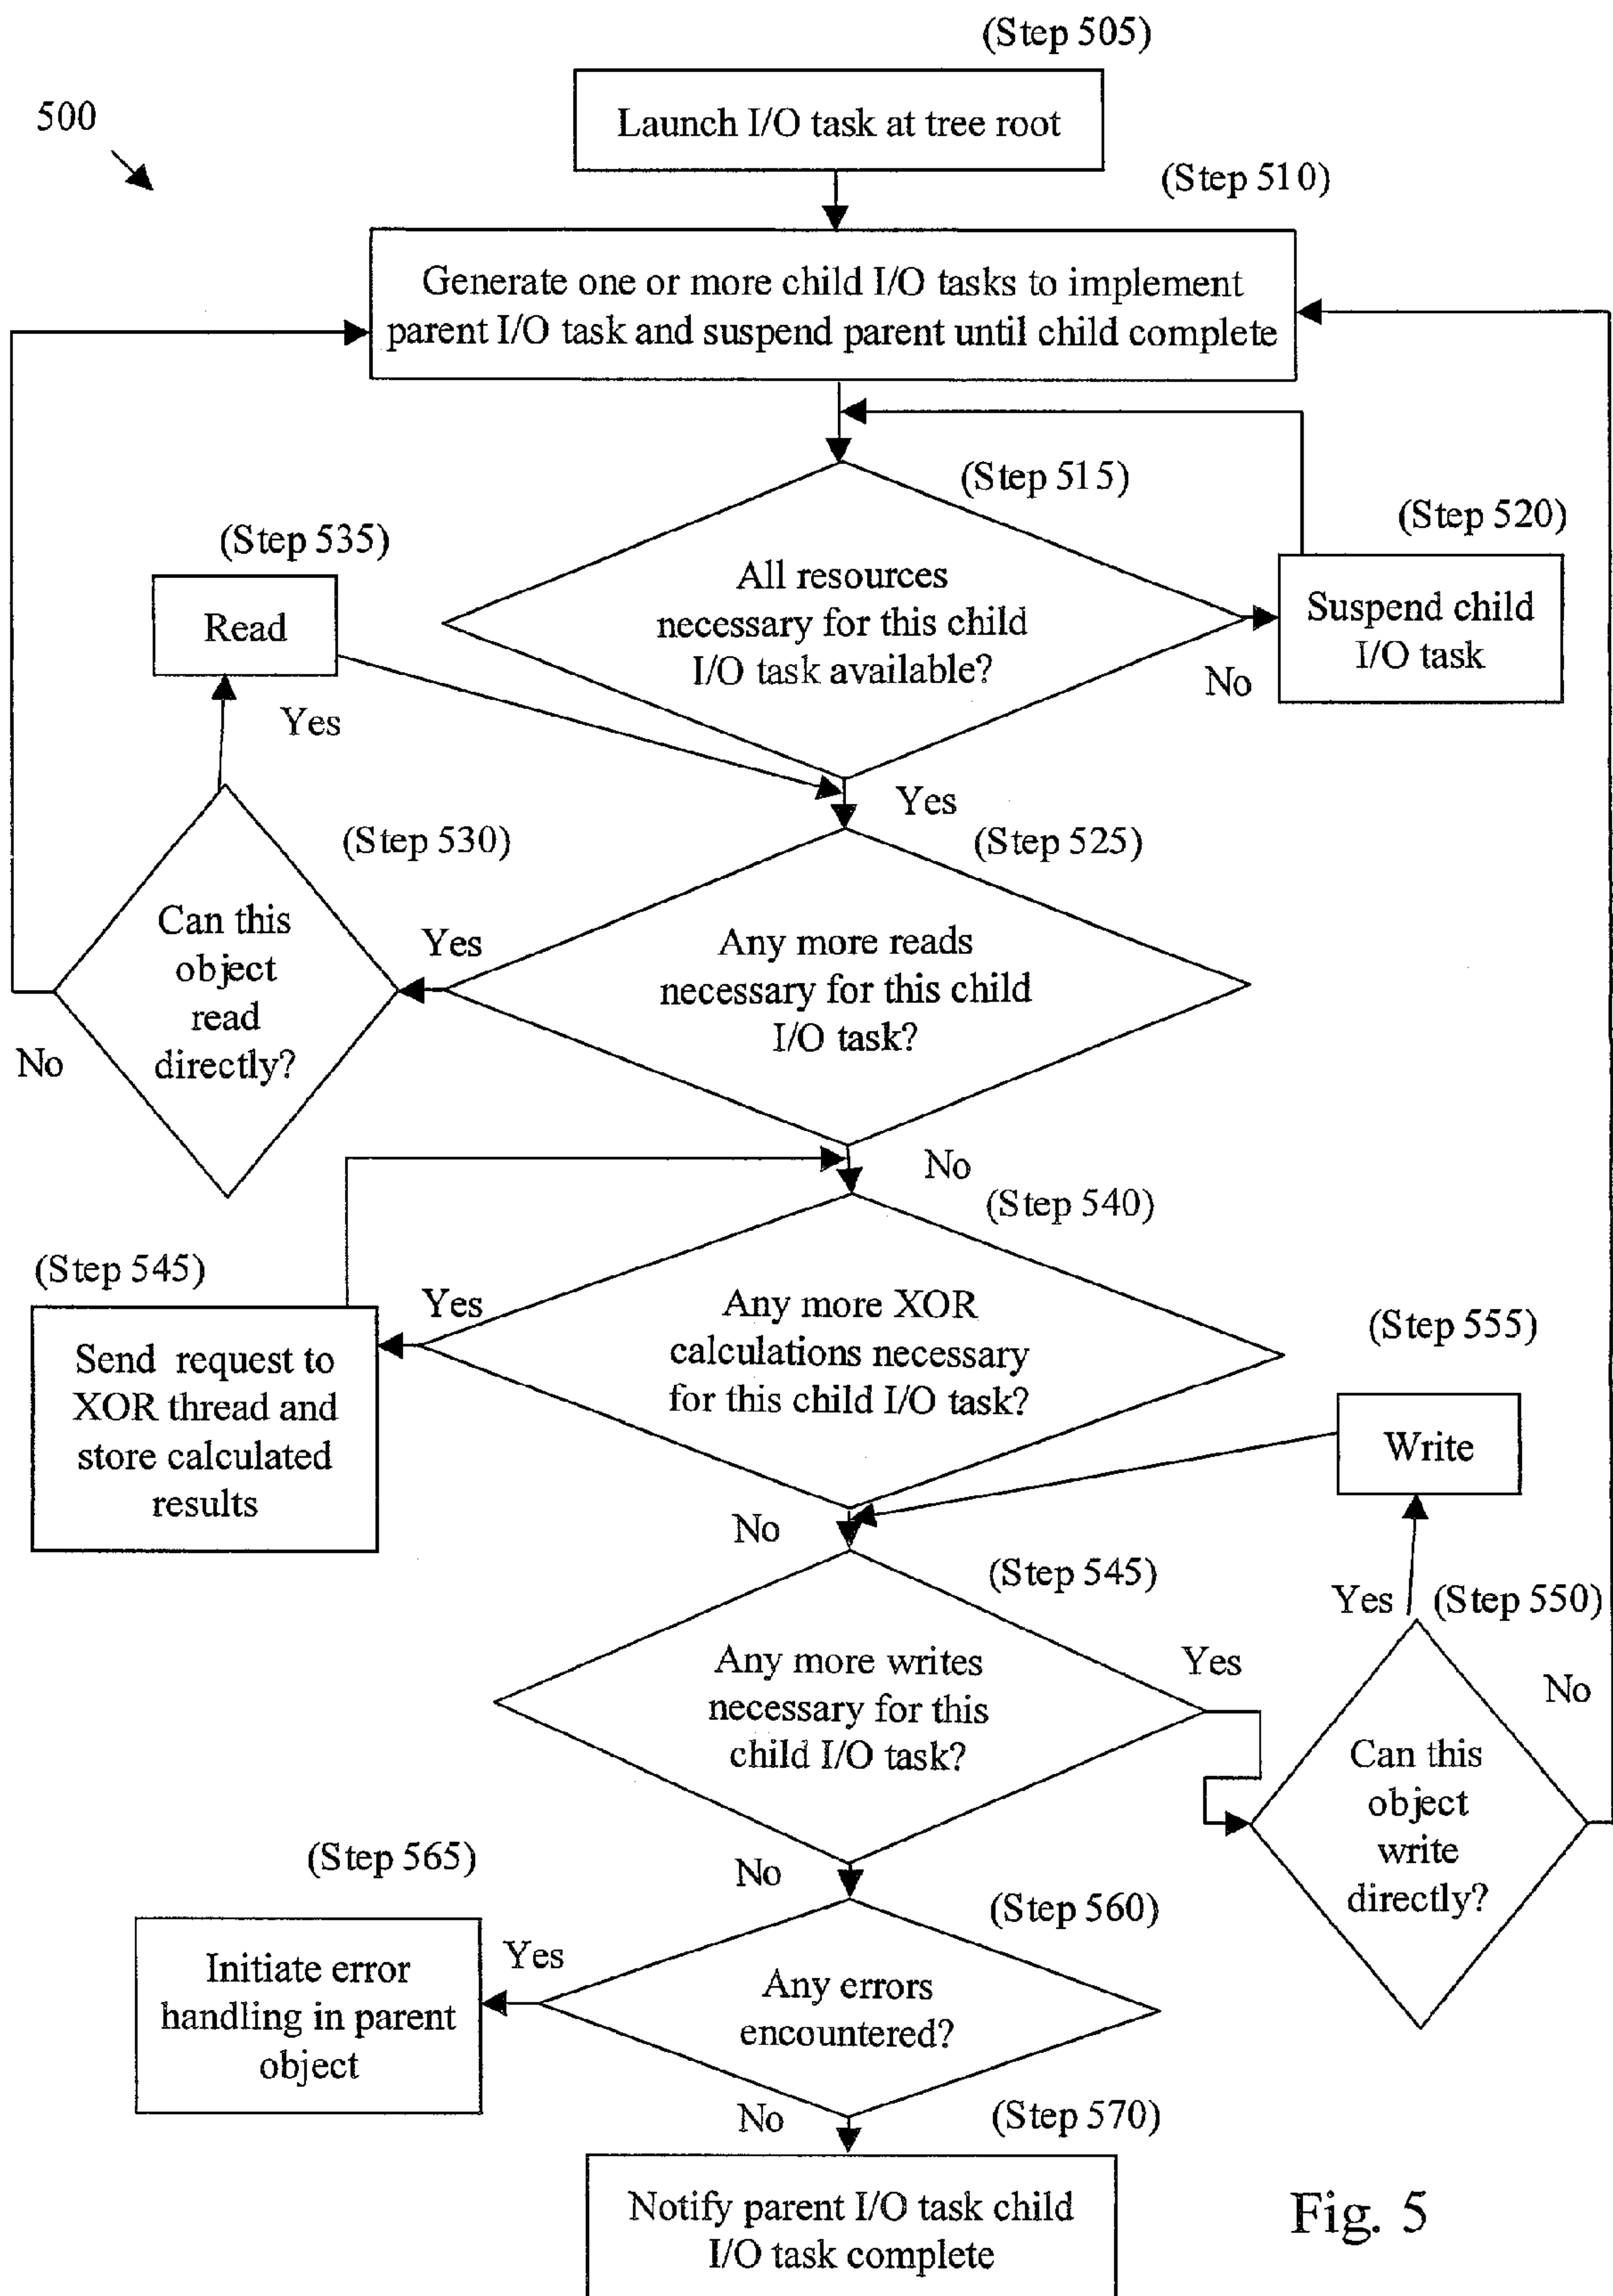 (Step 505)
500
Launch I/O task at tree root
(Step 510)
Generate one or more child I/O tasks to implement
parent I/O task and suspend parent until child complete
(Step 515)
(Step 520)
(Step 535)
All resources
necessary for this child
I/O task available?
Suspend child
I/O task
Read
No
Yes
Yes
(Step 530)
(Step 525)
Can this
object
read
directly?
Yes
Any more reads
necessary for this child
I/O task?
No
No
(Step 540)
(Step 545)
Yes
Any more XOR
calculations necessary
for this child I/O task?
(Step 555)
Send request to
XOR thread and
store calculated
results
Write
No
(Step 545)
Yes
(Step 550)
Any more writes
necessary for this
child I/O task?
Yes
No
Can this
object
write
directly?
(Step 565)
No
(Step 560)
Initiate error
handling in parent
object
Yes
Any errors
encountered?
No
(Step 570)
Notify parent I/O task child
I/O task complete
Fig. 5